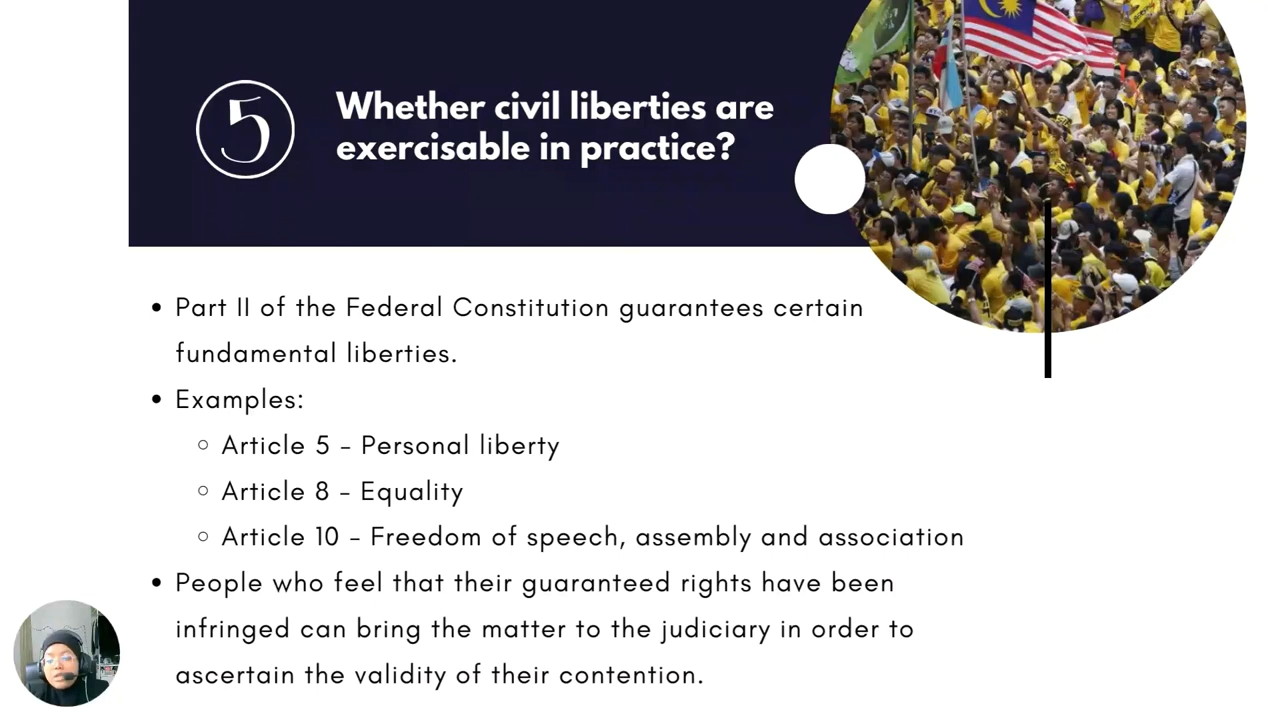 5
Whether civil liberties are
exercisable in practice?
• Part II of the Federal Constitution guarantees certain
fundamental liberties.
• Examples:
○ Article 5 - Personal liberty
○ Article 8 - Equality
○ Article 10 - Freedom of speech, assembly and association
• People who feel that their guaranteed rights have been
infringed can bring the matter to the judiciary in order to
ascertain the validity of their contention.